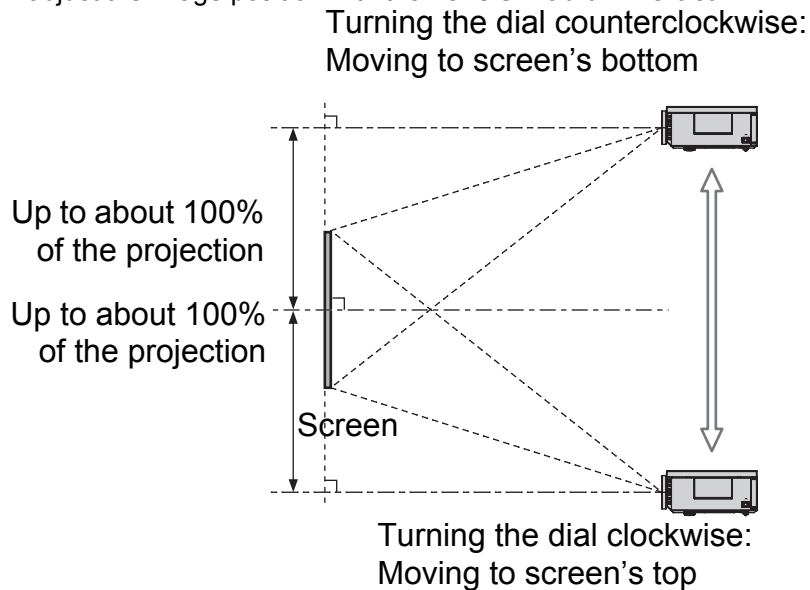 Turning the dial counterclockwise:
Moving to screen’s bottom
Up to about 100%
of the projection
Up to about 100%
of the projection
Screen
Turning the dial clockwise:
Moving to screen’s top